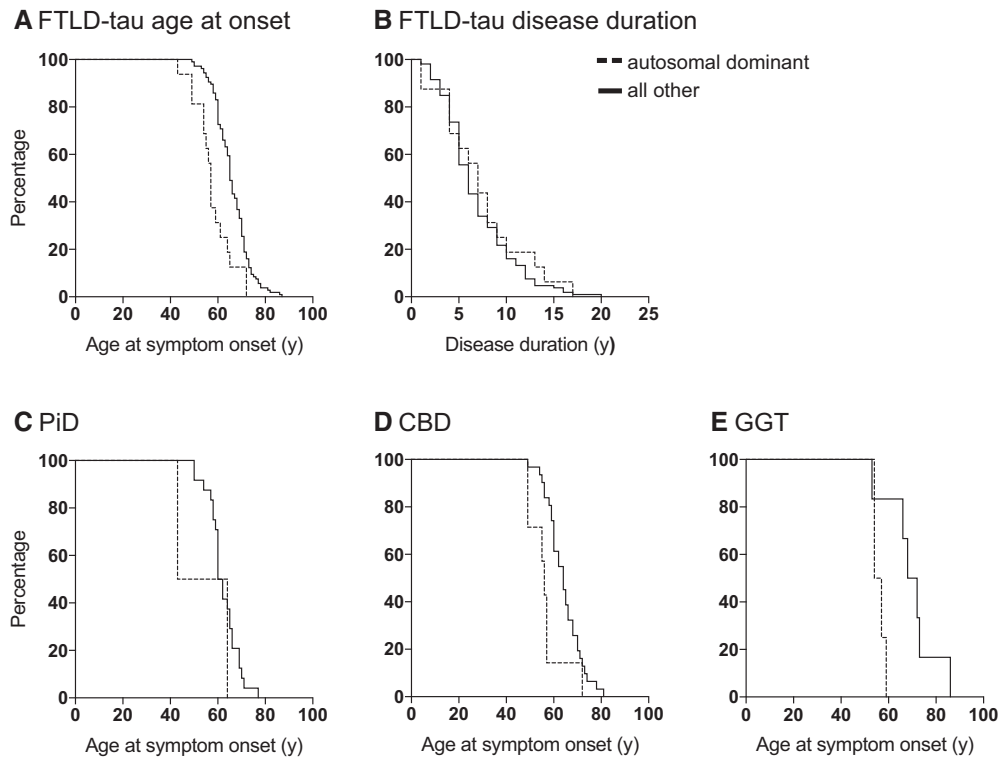 A FTLD-tau age at onset
100
80
60
40
20
0
Percentage
0 20 40 60 80 100
Age at symptom onset (y)
B FTLD-tau disease duration
100
80
60
40
20
0
0 5 10 15 20 25
Disease duration (y)
autosomal dominant
all other
C PiD
100
80
60
40
20
0
Percentage
0 20 40 60 80 100
Age at symptom onset (y)
D CBD
100
80
60
40
20
0
0 20 40 60 80 100
Age at symptom onset (y)
E GGT
100
80
60
40
20
0
0 20 40 60 80 100
Age at symptom onset (y)